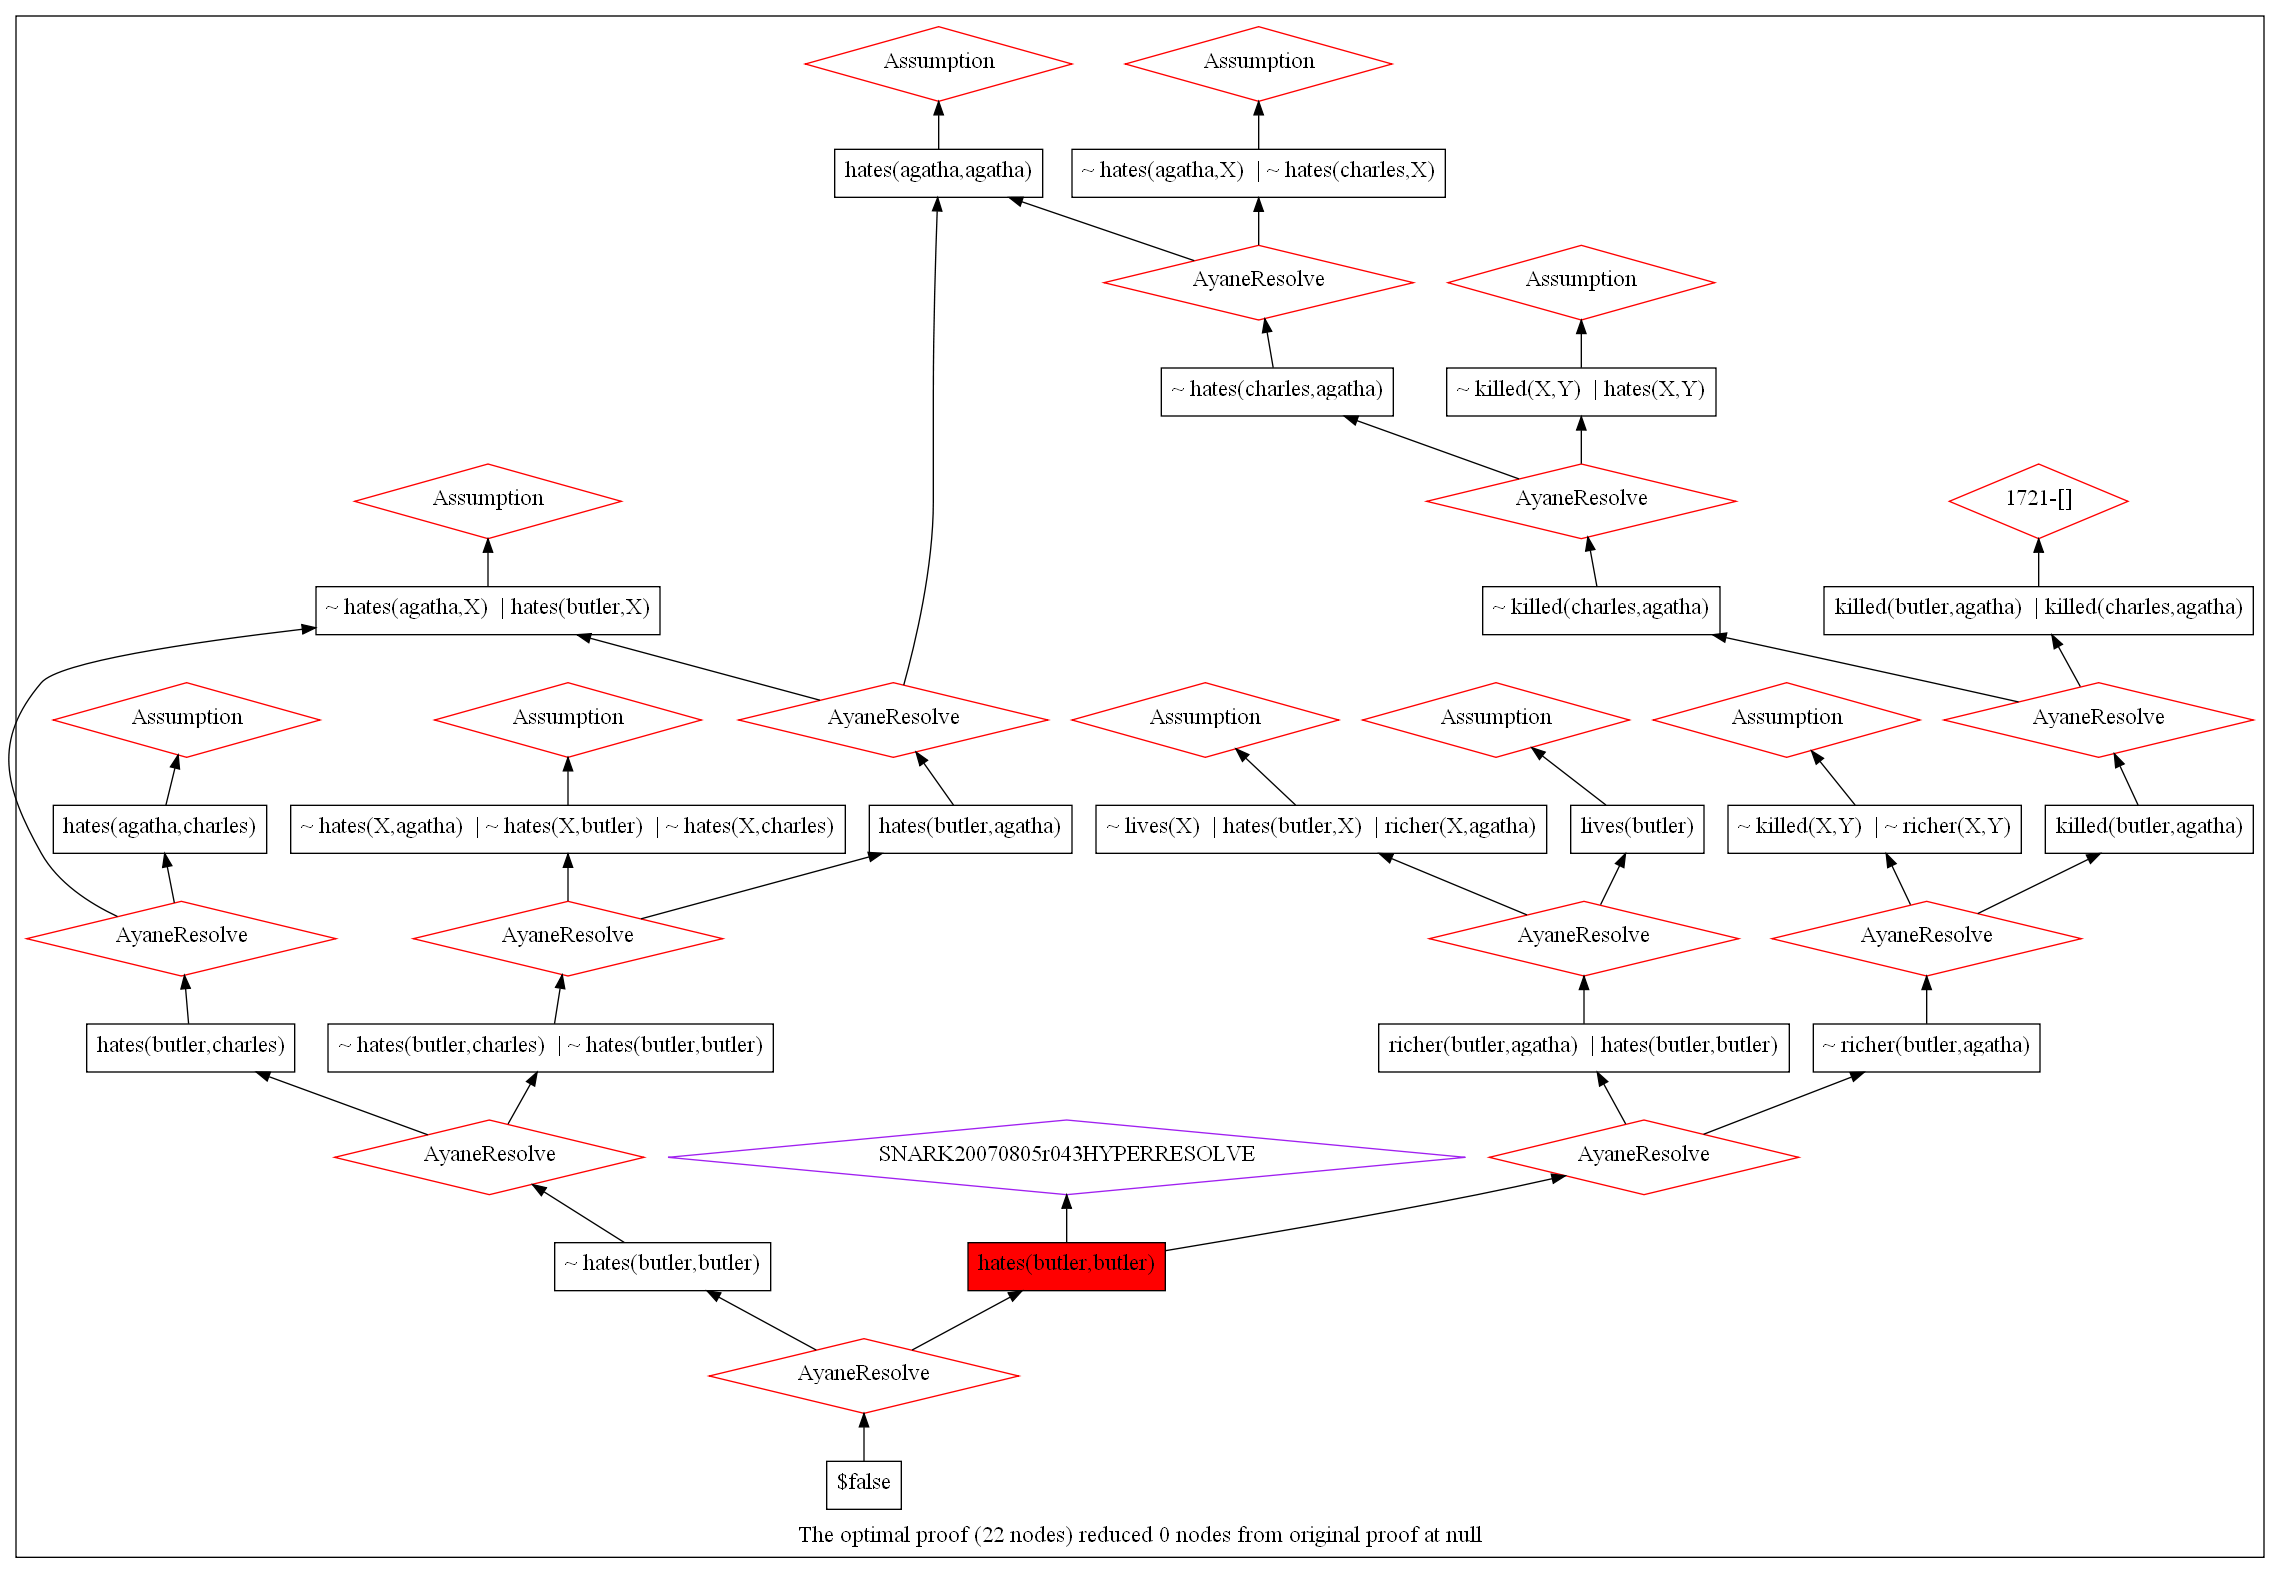 Assumption
Assumption
hates(agatha,agatha)
~ hates(agatha,X) | ~ hates(charles,X)
AyaneResolve
Assumption
~ hates(charles,agatha)
~ killed(X,Y) | hates(X,Y)
Assumption
AyaneResolve
1721-[]
~ hates(agatha,X) | hates(butler,X)
~ killed(charles,agatha)
killed(butler,agatha) | killed(charles,agatha)
Assumption
Assumption
AyaneResolve
Assumption
Assumption
Assumption
AyaneResolve
hates(agatha,charles)
~ hates(X,agatha) | ~ hates(X,butler) | ~ hates(X,charles)
hates(butler,agatha)
~ lives(X) | hates(butler,X) | richer(X,agatha)
lives(butler)
~ killed(X,Y) | ~ richer(X,Y)
killed(butler,agatha)
AyaneResolve
AyaneResolve
AyaneResolve
AyaneResolve
hates(butler,charles)
~ hates(butler,charles) | ~ hates(butler,butler)
richer(butler,agatha) | hates(butler,butler)
~ richer(butler,agatha)
AyaneResolve
SNARK20070805r043HYPERRESOLVE
AyaneResolve
~ hates(butler,butler)
hates(butler,butler)
AyaneResolve
$false
The optimal proof (22 nodes) reduced 0 nodes from original proof at null